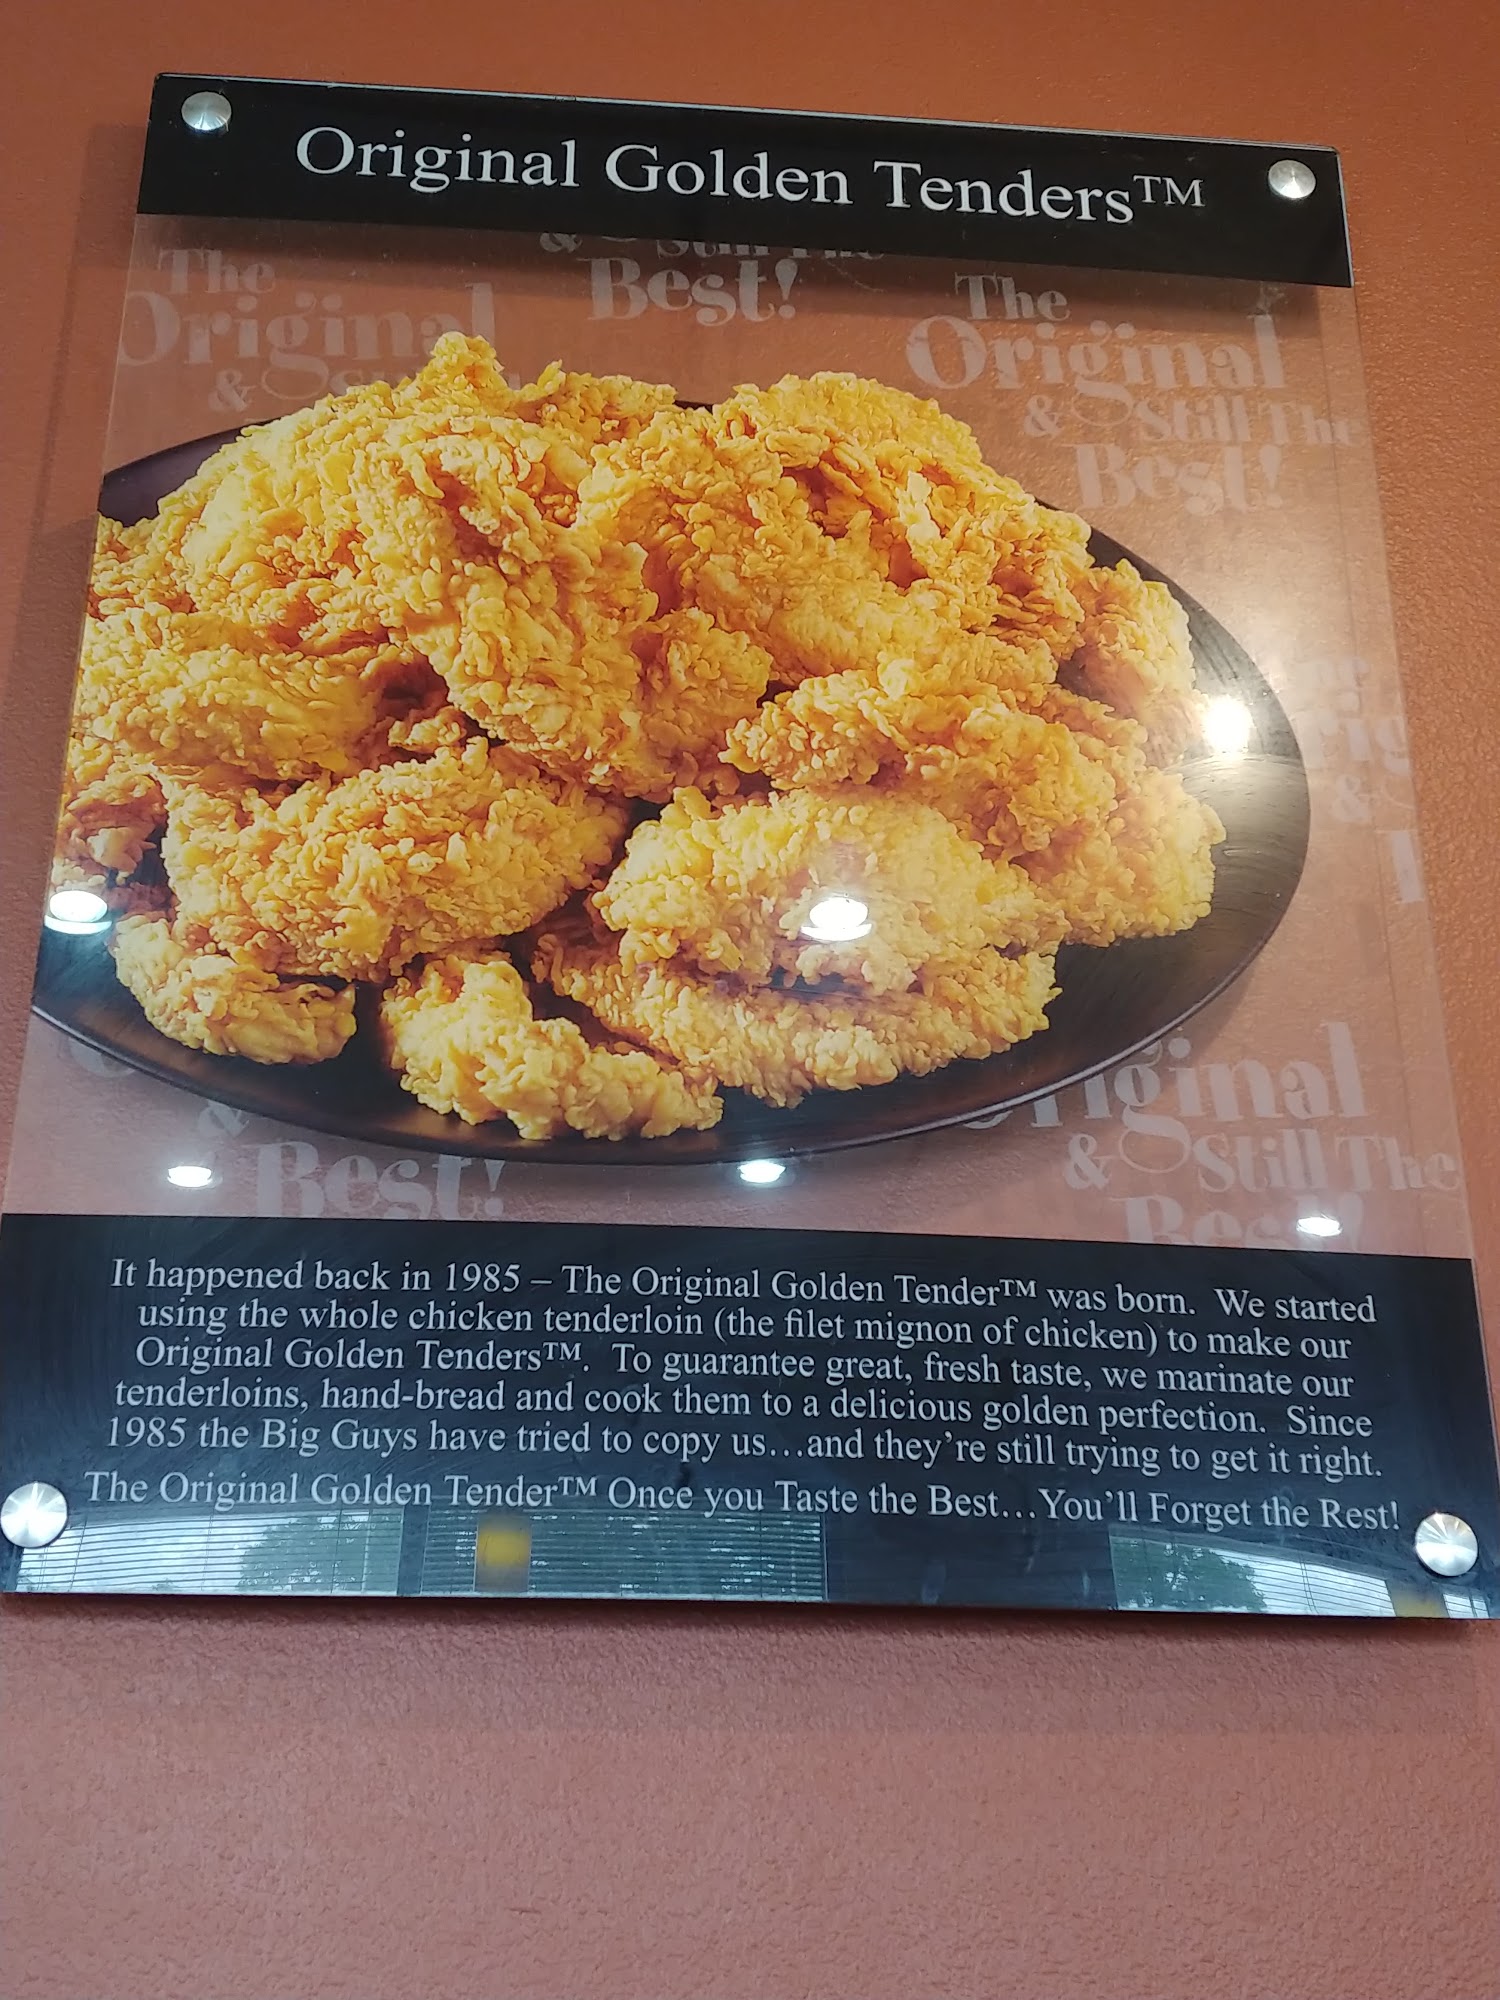 Original Golden Tenders™
& Still The
Best!
The
Original
&
The
Original
& Still The
Best!
&
Original
& Still The
Best!
&
Best!
It happened back in 1985 – The Original Golden Tender™ was born. We started
using the whole chicken tenderloin (the filet mignon of chicken) to make our
Original Golden Tenders™. To guarantee great, fresh taste, we marinate our
tenderloins, hand-bread and cook them to a delicious golden perfection. Since
1985 the Big Guys have tried to copy us...and they're still trying to get it right.
The Original Golden Tender™ Once you Taste the Best... You'll Forget the Rest!